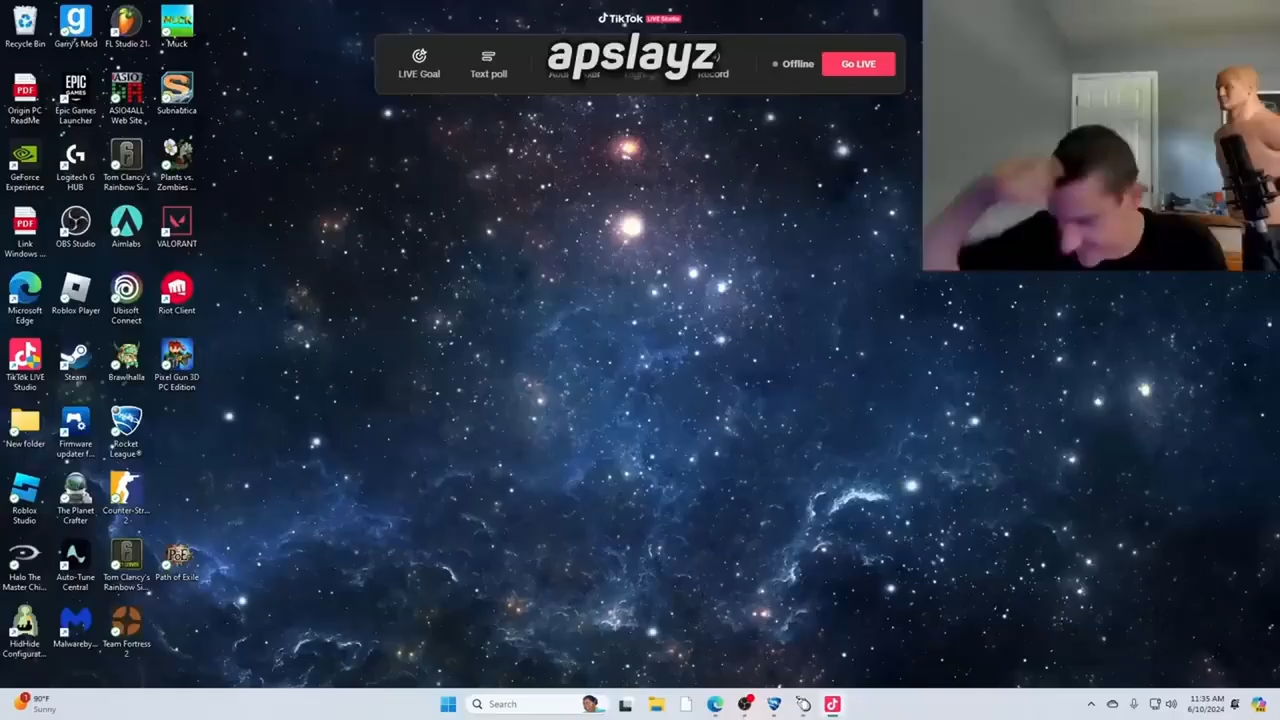 TikTok LIVE Studio
apslayz
LIVE Goal
Text poll
Record
Offline
Go LIVE
Recycle Bin
Garry's Mod
FL Studio 21
Muck
Origin PC
ReadMe
Epic Games
Launcher
ASIO4ALL
Web Site
Subnautica
GeForce
Experience
Logitech G
HUB
Tom Clancy's
Rainbow Si...
Plants vs.
Zombies ...
Link
Windows ...
OBS Studio
Aimlabs
VALORANT
Microsoft
Edge
Roblox Player
Ubisoft
Connect
Riot Client
TikTok LIVE
Studio
Steam
Brawlhalla
Pixel Gun 3D
PC Edition
New folder
Firmware
updater f...
Rocket
League®
Roblox
Studio
The Planet
Crafter
Counter-Str...
2
Halo The
Master Chi...
Auto-Tune
Central
Tom Clancy's
Rainbow Si...
Path of Exile
HidHide
Configurat...
Malwareby...
Team Fortress
2
90°F
Sunny
Search
11:35 AM
6/10/2024